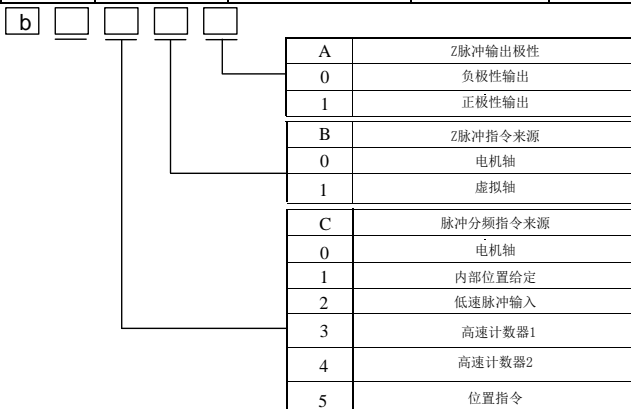 b
A Z脉冲输出极性
0 负极性输出
1 正极性输出
B Z脉冲指令来源
0 电机轴
1 虚拟轴
C 脉冲分频指令来源
0 电机轴
1 内部位置给定
2 低速脉冲输入
3 高速计数器1
4 高速计数器2
5 位置指令